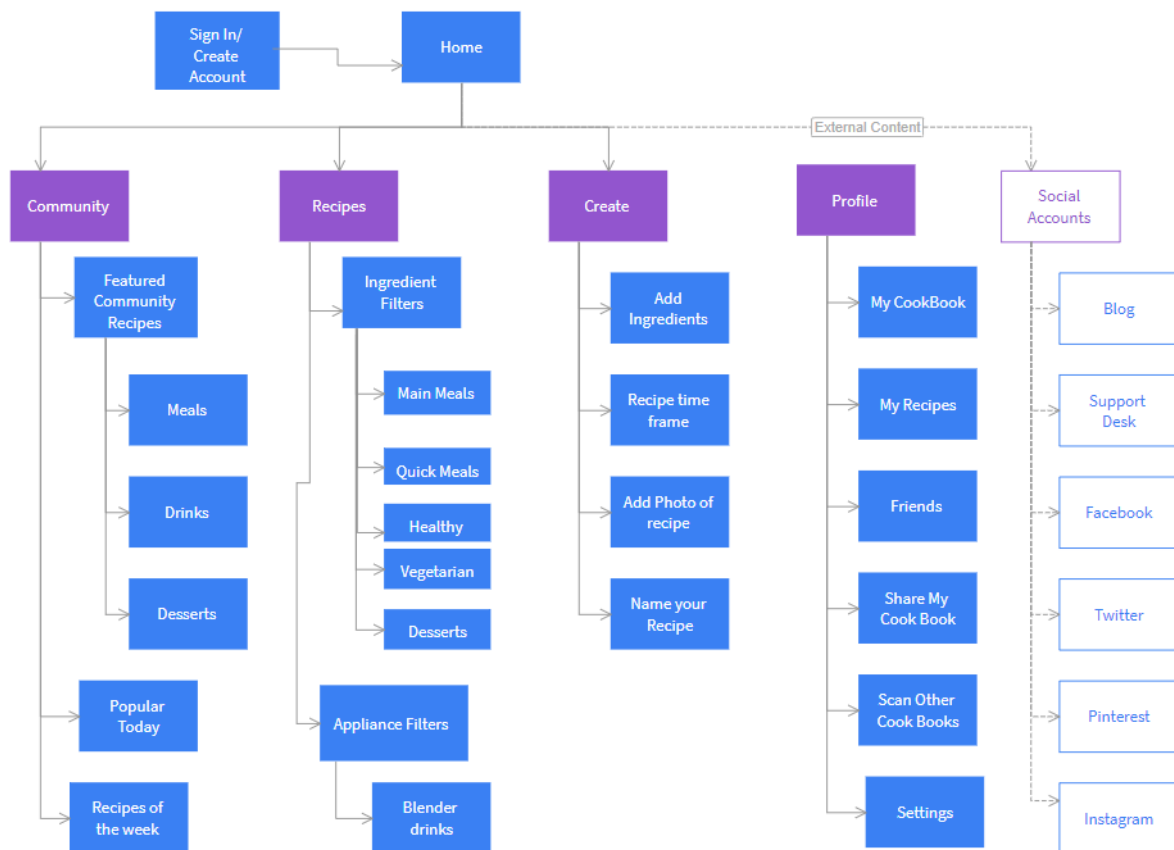 Sign In/
Create
Account
Home
External Content
Community
Recipes
Create
Profile
Social
Accounts
Featured
Community
Recipes
Meals
Drinks
Desserts
Popular
Today
Recipes of
the week
Ingredient
Filters
Main Meals
Quick Meals
Healthy
Vegetarian
Desserts
Appliance Filters
Blender
drinks
Add
Ingredients
Recipe time
frame
Add Photo of
recipe
Name your
Recipe
My CookBook
My Recipes
Friends
Share My
Cook Book
Scan Other
Cook Books
Settings
Blog
Support
Desk
Facebook
Twitter
Pinterest
Instagram